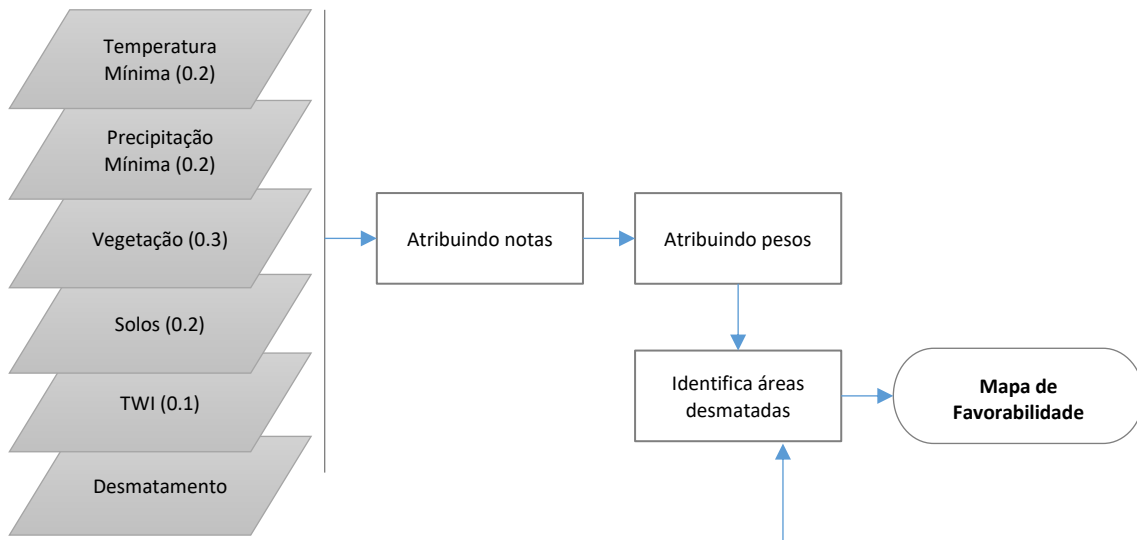 Temperatura
Mínima (0.2)
Precipitação
Mínima (0.2)
Vegetação (0.3)
Solos (0.2)
TWI (0.1)
Desmatamento
Atribuindo notas
Atribuindo pesos
Identifica áreas
desmatadas
Mapa de
Favorabilidade